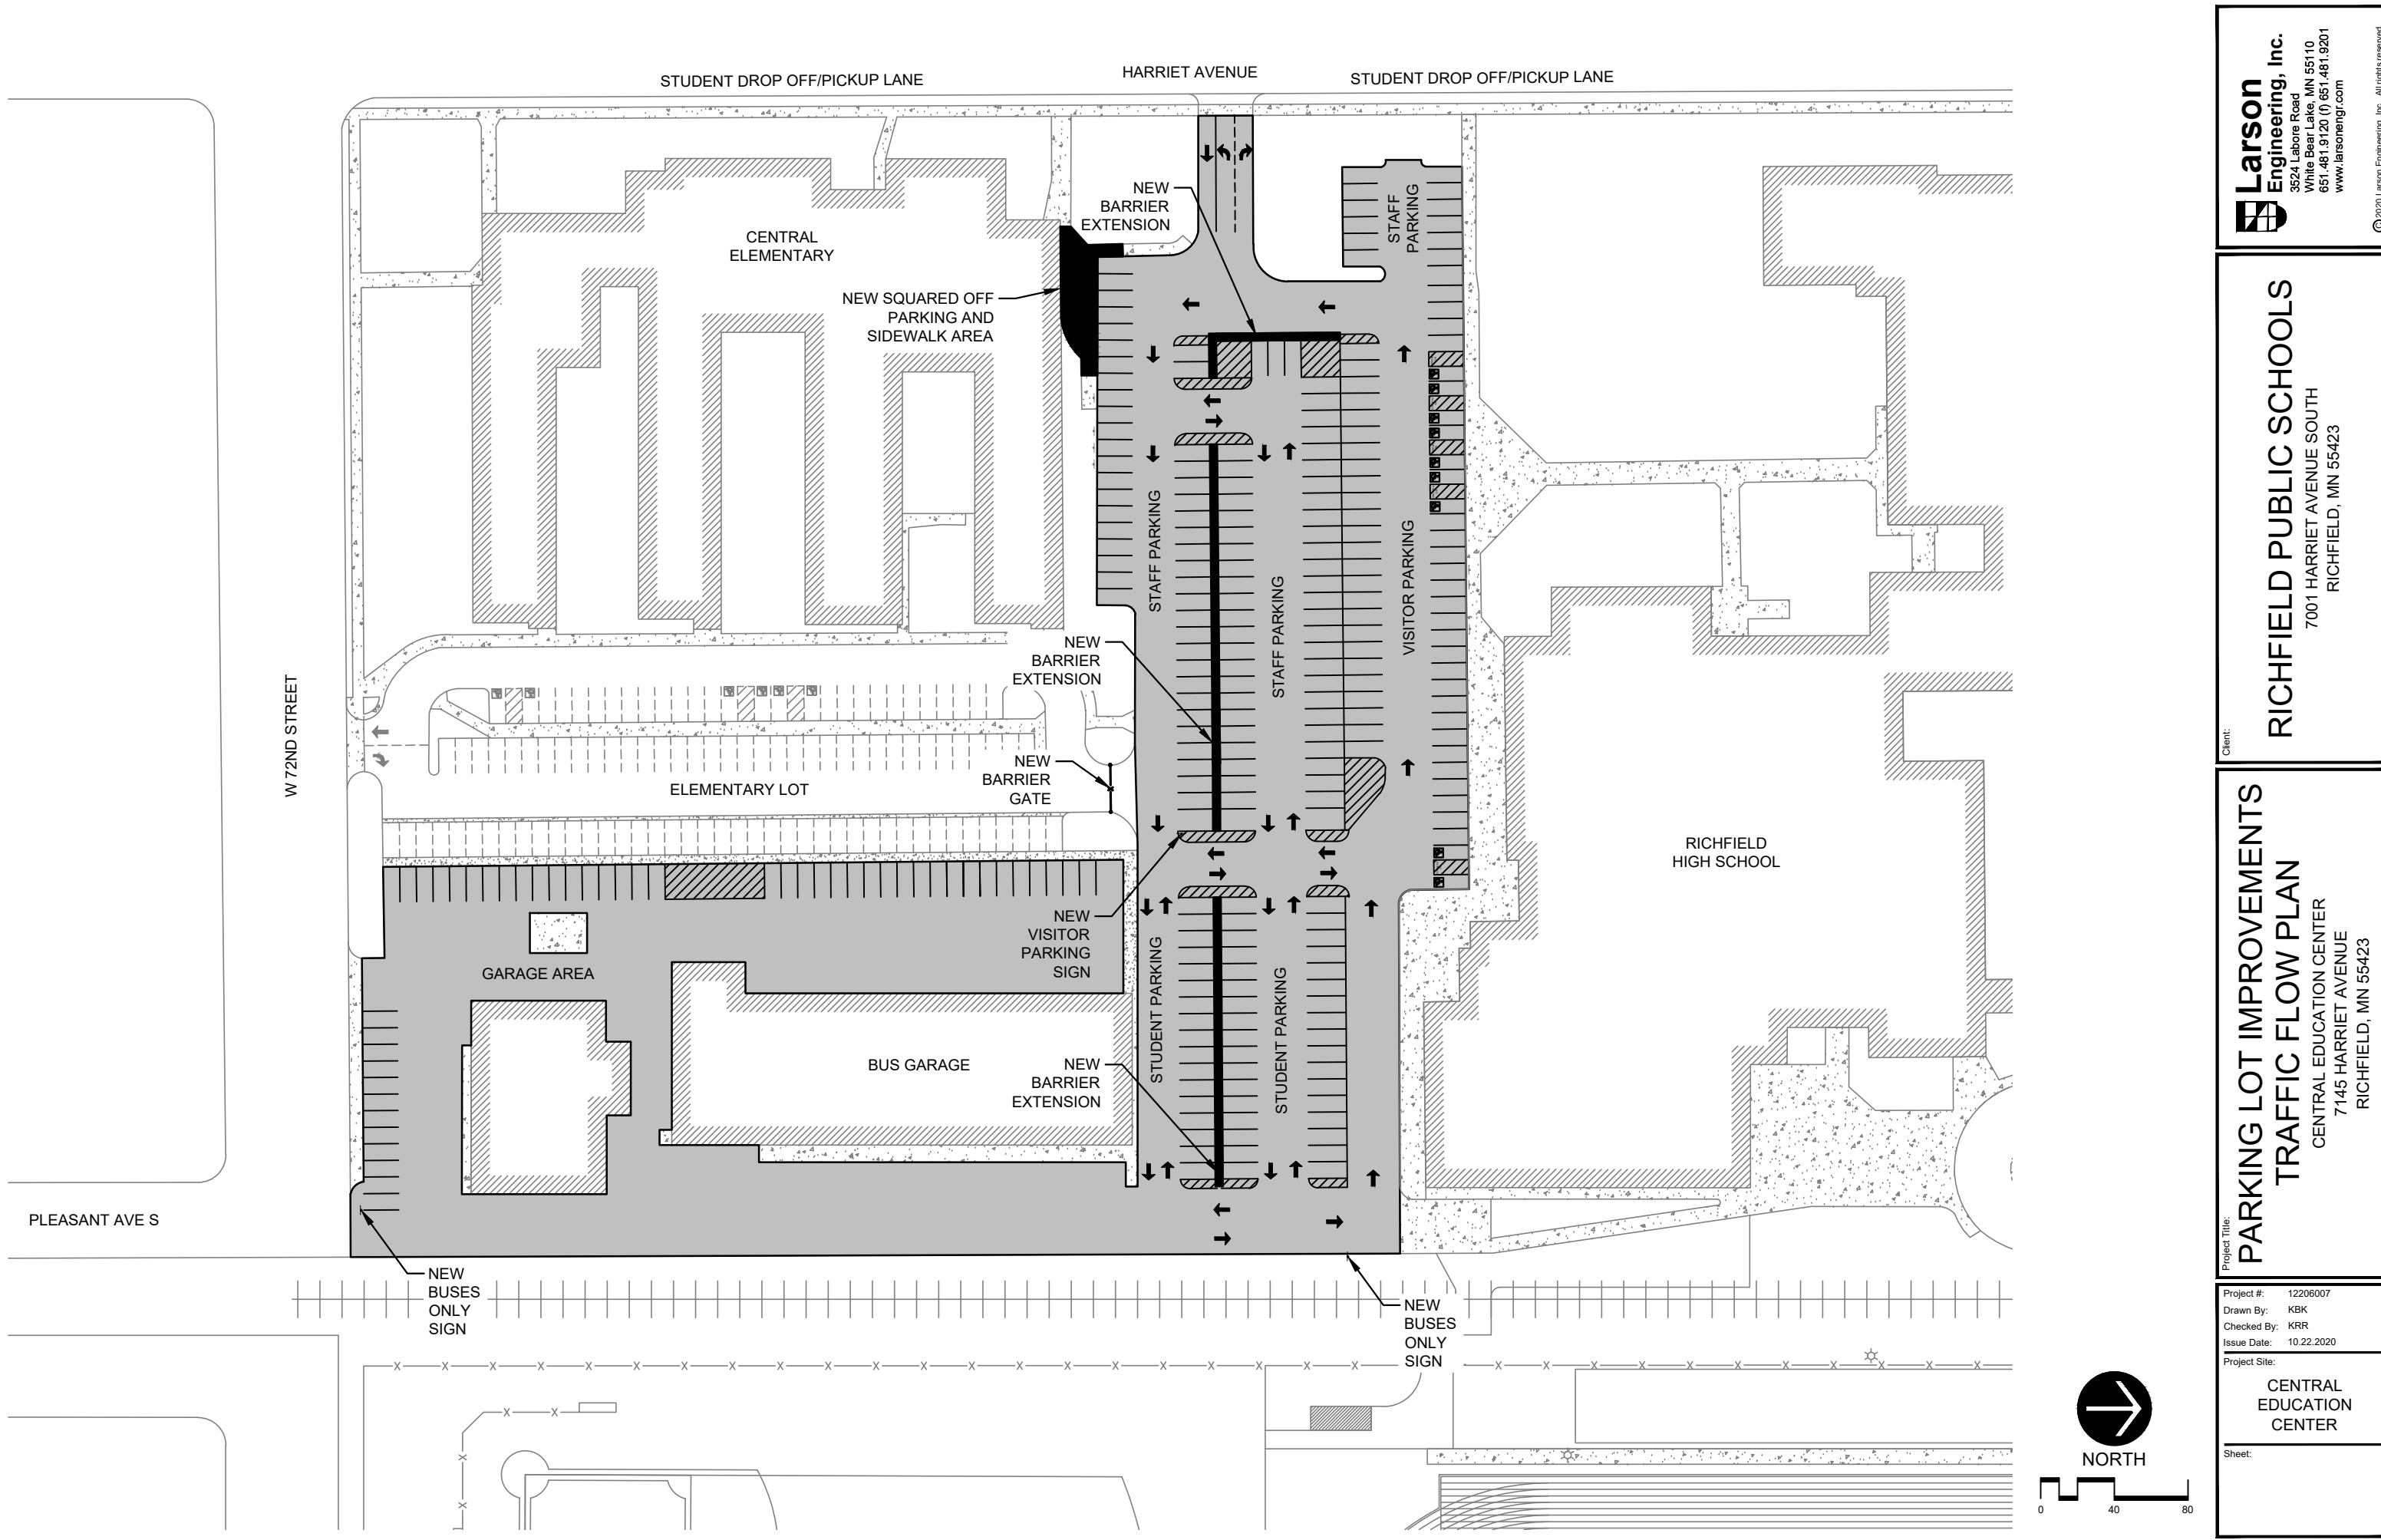 STUDENT DROP OFF/PICKUP LANE
HARRIET AVENUE
STUDENT DROP OFF/PICKUP LANE
NEW
BARRIER
EXTENSION
STAFF
PARKING
CENTRAL
ELEMENTARY
NEW SQUARED OFF
PARKING AND
SIDEWALK AREA
STAFF PARKING
STAFF PARKING
VISITOR PARKING
NEW
BARRIER
EXTENSION
W 72ND STREET
NEW
BARRIER
GATE
ELEMENTARY LOT
RICHFIELD
HIGH SCHOOL
NEW
VISITOR
PARKING
SIGN
GARAGE AREA
STUDENT PARKING
STUDENT PARKING
BUS GARAGE
NEW
BARRIER
EXTENSION
PLEASANT AVE S
NEW
BUSES
ONLY
SIGN
NEW
BUSES
ONLY
SIGN
NORTH
0 40 80
Larson
Engineering, Inc.
3524 Labore Road
White Bear Lake, MN 55110
651.481.9120 (f) 651.481.9201
www.larsonengr.com
© 2020 Larson Engineering, Inc. All rights reserved
Client:
RICHFIELD PUBLIC SCHOOLS
7001 HARRIET AVENUE SOUTH
RICHFIELD, MN 55423
Project Title:
PARKING LOT IMPROVEMENTS
TRAFFIC FLOW PLAN
CENTRAL EDUCATION CENTER
7145 HARRIET AVENUE
RICHFIELD, MN 55423
Project #: 12206007
Drawn By: KBK
Checked By: KRR
Issue Date: 10.22.2020
Project Site:
CENTRAL
EDUCATION
CENTER
Sheet: